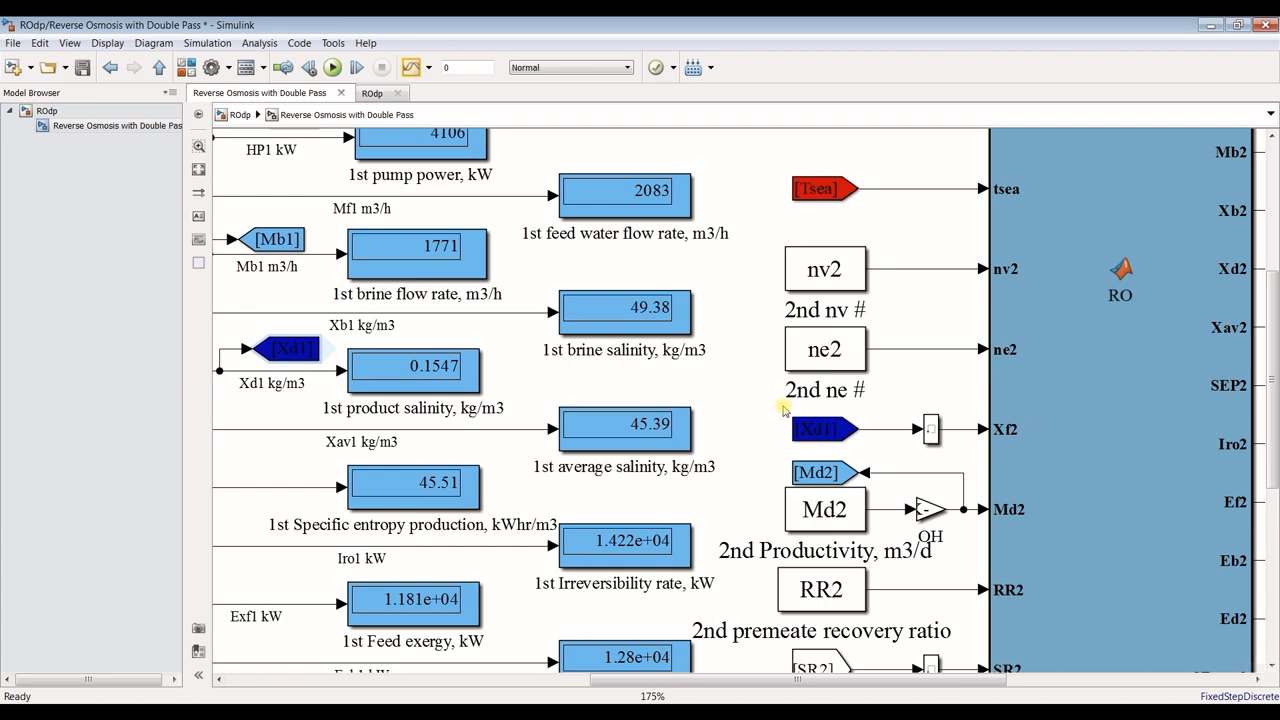 ROdp/Reverse Osmosis with Double Pass * - Simulink
File Edit View Display Diagram Simulation Analysis Code Tools Help
0 Normal
Model Browser
Reverse Osmosis with Double Pass
ROdp
ROdp
Reverse Osmosis with Double Pas
ROdp Reverse Osmosis with Double Pass
4106
HP1 kW
1st pump power, kW
Mf1 m3/h
2083
1st feed water flow rate, m3/h
[Mb1]
Mb1 m3/h
1771
1st brine flow rate, m3/h
Xb1 kg/m3
49.38
1st brine salinity, kg/m3
[Xd1]
Xd1 kg/m3
0.1547
1st product salinity, kg/m3
Xav1 kg/m3
45.39
1st average salinity, kg/m3
45.51
1st Specific entropy production, kWhr/m3
Iro1 kW
1.422e+04
1st Irreversibility rate, kW
Exf1 kW
1.181e+04
1st Feed exergy, kW
1.28e+04
[Tsea]
tsea
nv2
nv2
2nd nv #
ne2
ne2
2nd ne #
[Xd1]
Xf2
[Md2]
Md2
Md2
OH
2nd Productivity, m3/d
RR2
RR2
2nd premeate recovery ratio
[SR2]
SR2
RO
Mb2
Xb2
Xd2
Xav2
SEP2
Iro2
Ef2
Eb2
Ed2
Ready
175%
FixedStepDiscrete